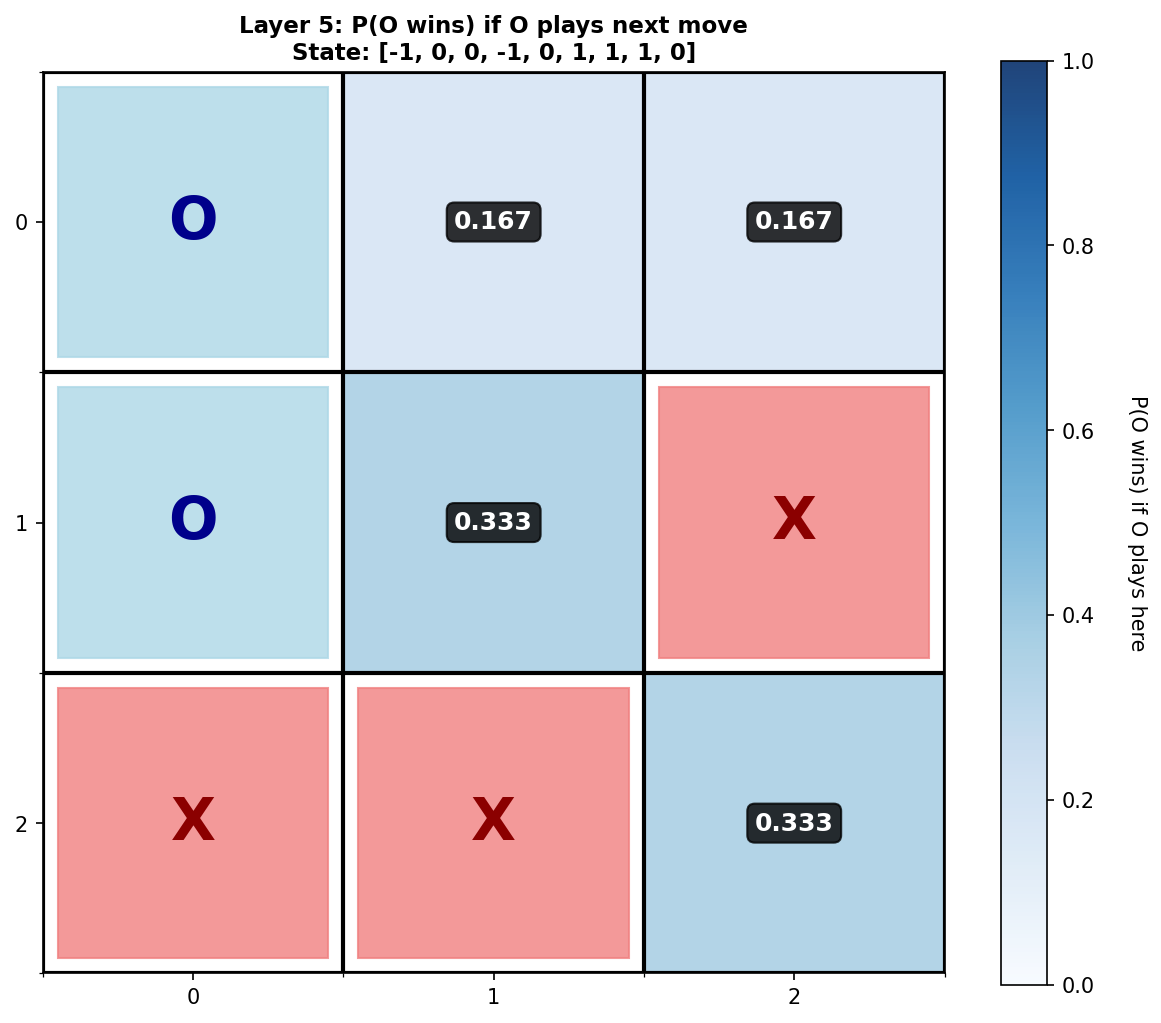 Layer 5: P(O wins) if O plays next move
State: [-1, 0, 0, -1, 0, 1, 1, 1, 0]
0
O
0.167
0.167
1
O
0.333
X
2
X
X
0.333
0
1
2
1.0
0.8
0.6
0.4
0.2
0.0
P(O wins) if O plays here